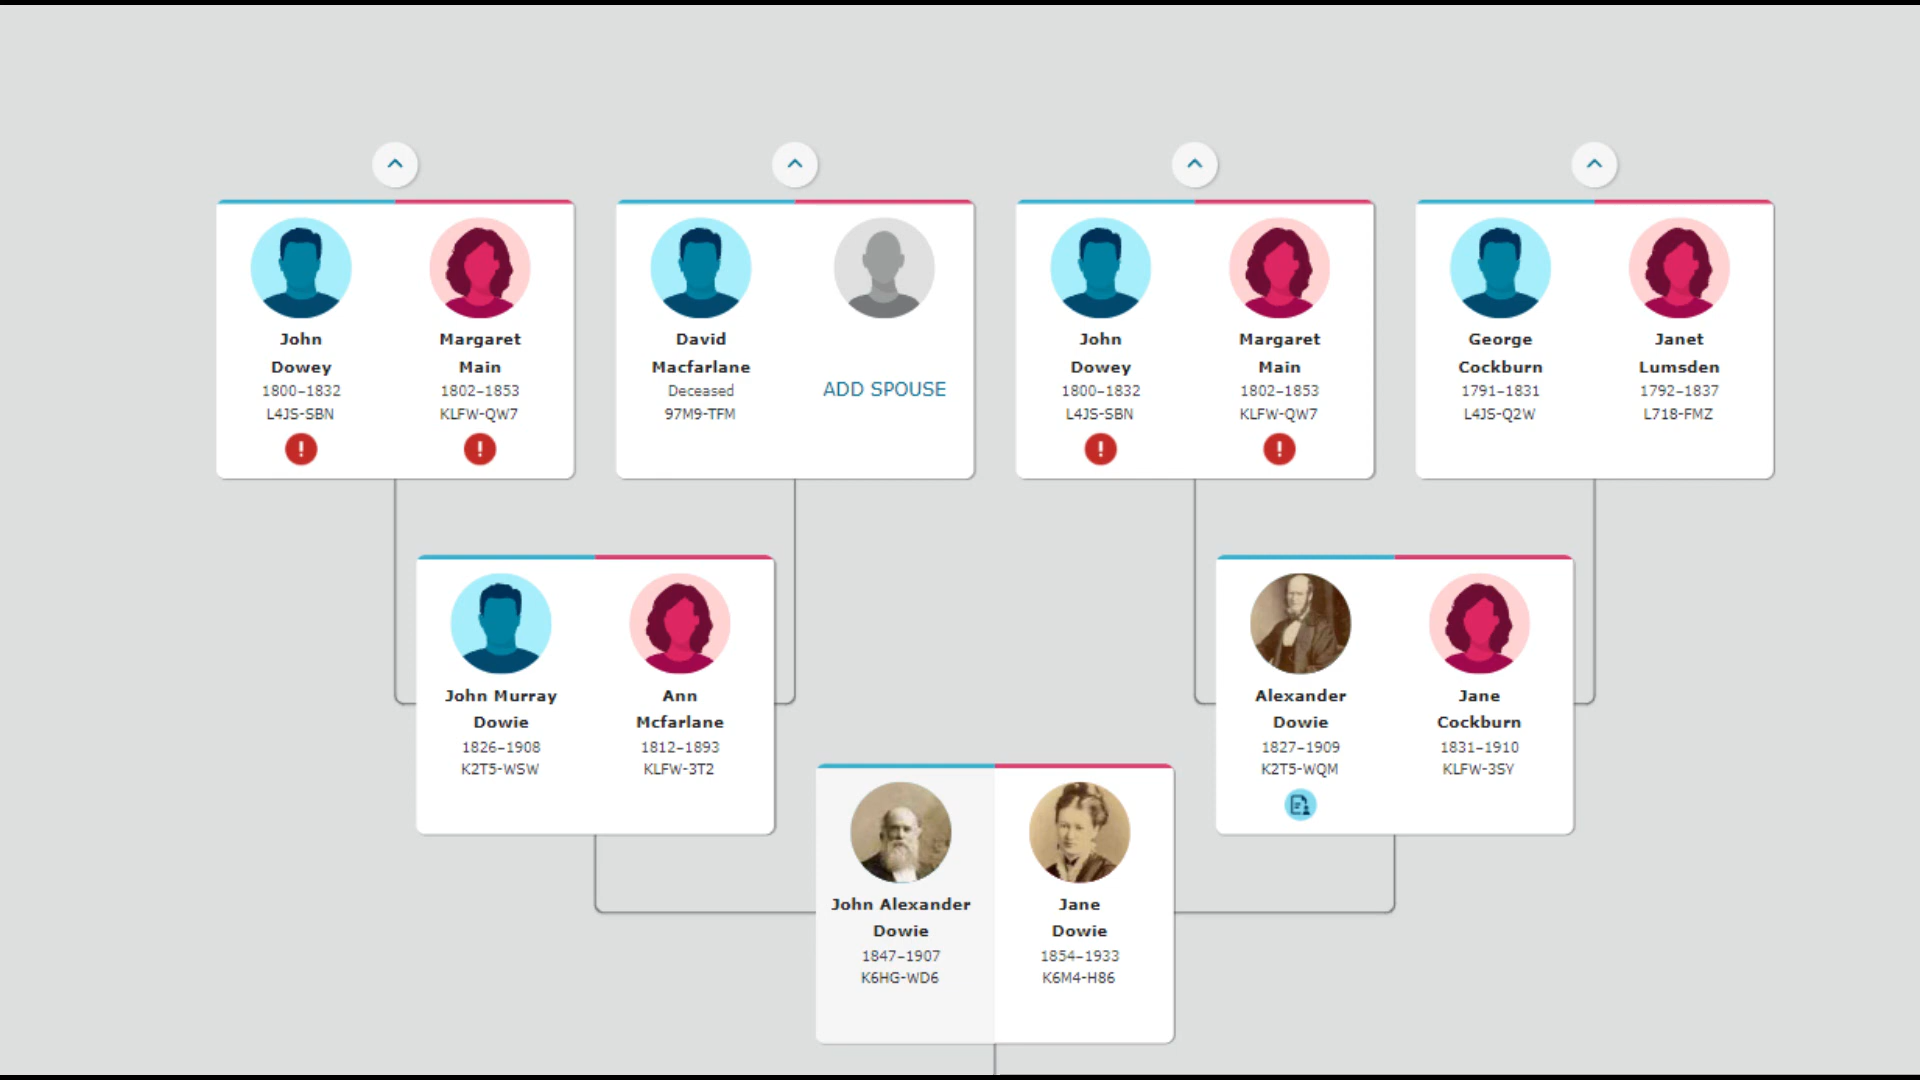 John
Dowey
1800–1832
L4JS-SBN
!
Margaret
Main
1802–1853
KLFW-QW7
!
David
Macfarlane
Deceased
97M9-TFM
ADD SPOUSE
John
Dowey
1800–1832
L4JS-SBN
!
Margaret
Main
1802–1853
KLFW-QW7
!
George
Cockburn
1791–1831
L4JS-Q2W
Janet
Lumsden
1792–1837
L718-FMZ
John Murray
Dowie
1826–1908
K2T5-WSW
Ann
Mcfarlane
1812–1893
KLFW-3T2
Alexander
Dowie
1827–1909
K2T5-WQM
Jane
Cockburn
1831–1910
KLFW-3SY
John Alexander
Dowie
1847–1907
K6HG-WD6
Jane
Dowie
1854–1933
K6M4-H86